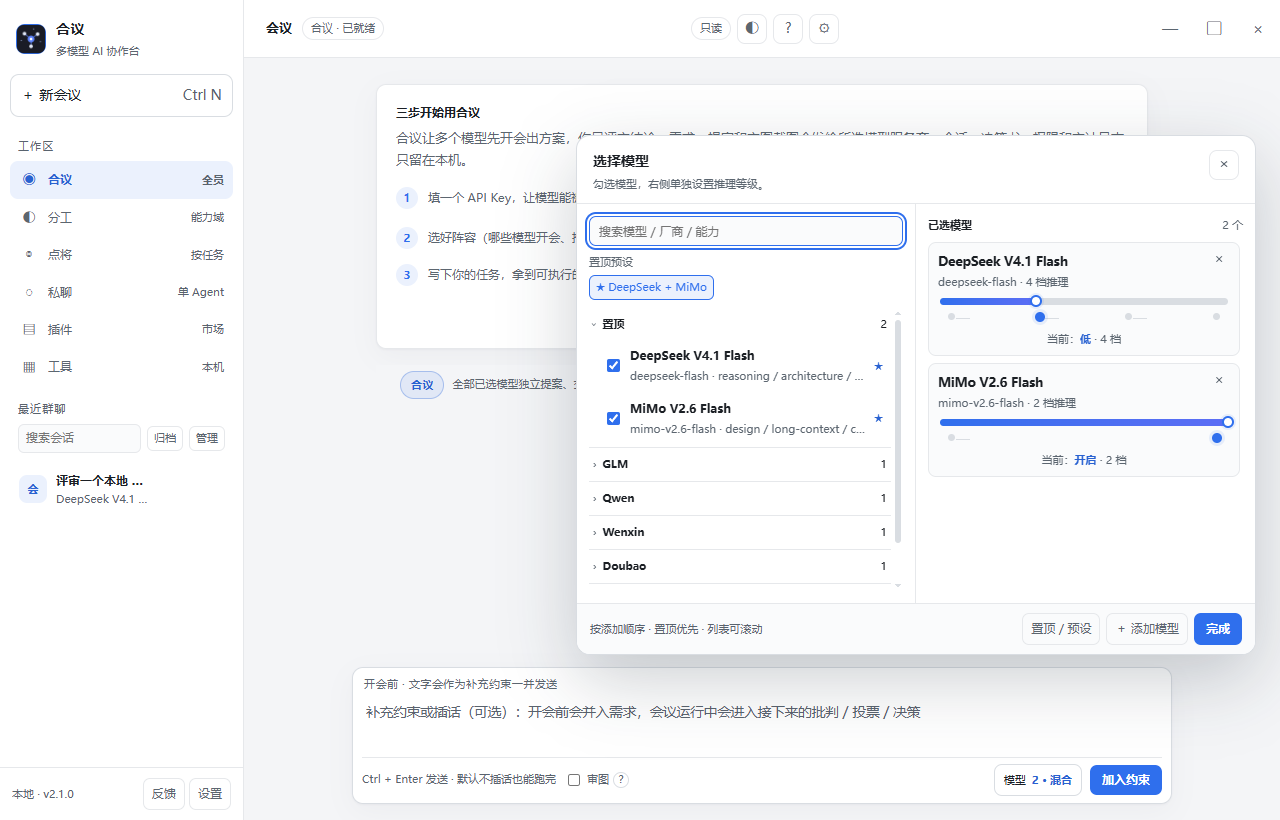 合议
多模型 AI 协作台
+ 新会议 Ctrl N
工作区
合议 全员
分工 能力域
点将 按任务
私聊 单 Agent
插件 市场
工具 本机
最近群聊
搜索会话 归档 管理
会 评审一个本地 ...
DeepSeek V4.1 ...
本地 · v2.1.0 反馈 设置
会议 合议 · 已就绪 只读 ?
三步开始用合议
合议让多个模型先开会出方案，
只留在本机。
1 填一个 API Key，让模型能
2 选好阵容（哪些模型开会、
3 写下你的任务，拿到可执行的
合议 全部已选模型独立提案、
选择模型
勾选模型，右侧单独设置推理等级。
搜索模型 / 厂商 / 能力
置顶预设
★ DeepSeek + MiMo
置顶 2
DeepSeek V4.1 Flash ★
deepseek-flash · reasoning / architecture / ...
MiMo V2.6 Flash ★
mimo-v2.6-flash · design / long-context / c...
GLM 1
Qwen 1
Wenxin 1
Doubao 1
已选模型 2 个
DeepSeek V4.1 Flash ×
deepseek-flash · 4 档推理
当前: 低 · 4 档
MiMo V2.6 Flash ×
mimo-v2.6-flash · 2 档推理
当前: 开启 · 2 档
按添加顺序 · 置顶优先 · 列表可滚动 置顶 / 预设 + 添加模型 完成
开会前 · 文字会作为补充约束一并发送
补充约束或插话（可选）：开会前会并入需求，会议运行中会进入接下来的批判 / 投票 / 决策
Ctrl + Enter 发送 · 默认不插话也能跑完 审图 ? 模型 2 • 混合 加入约束